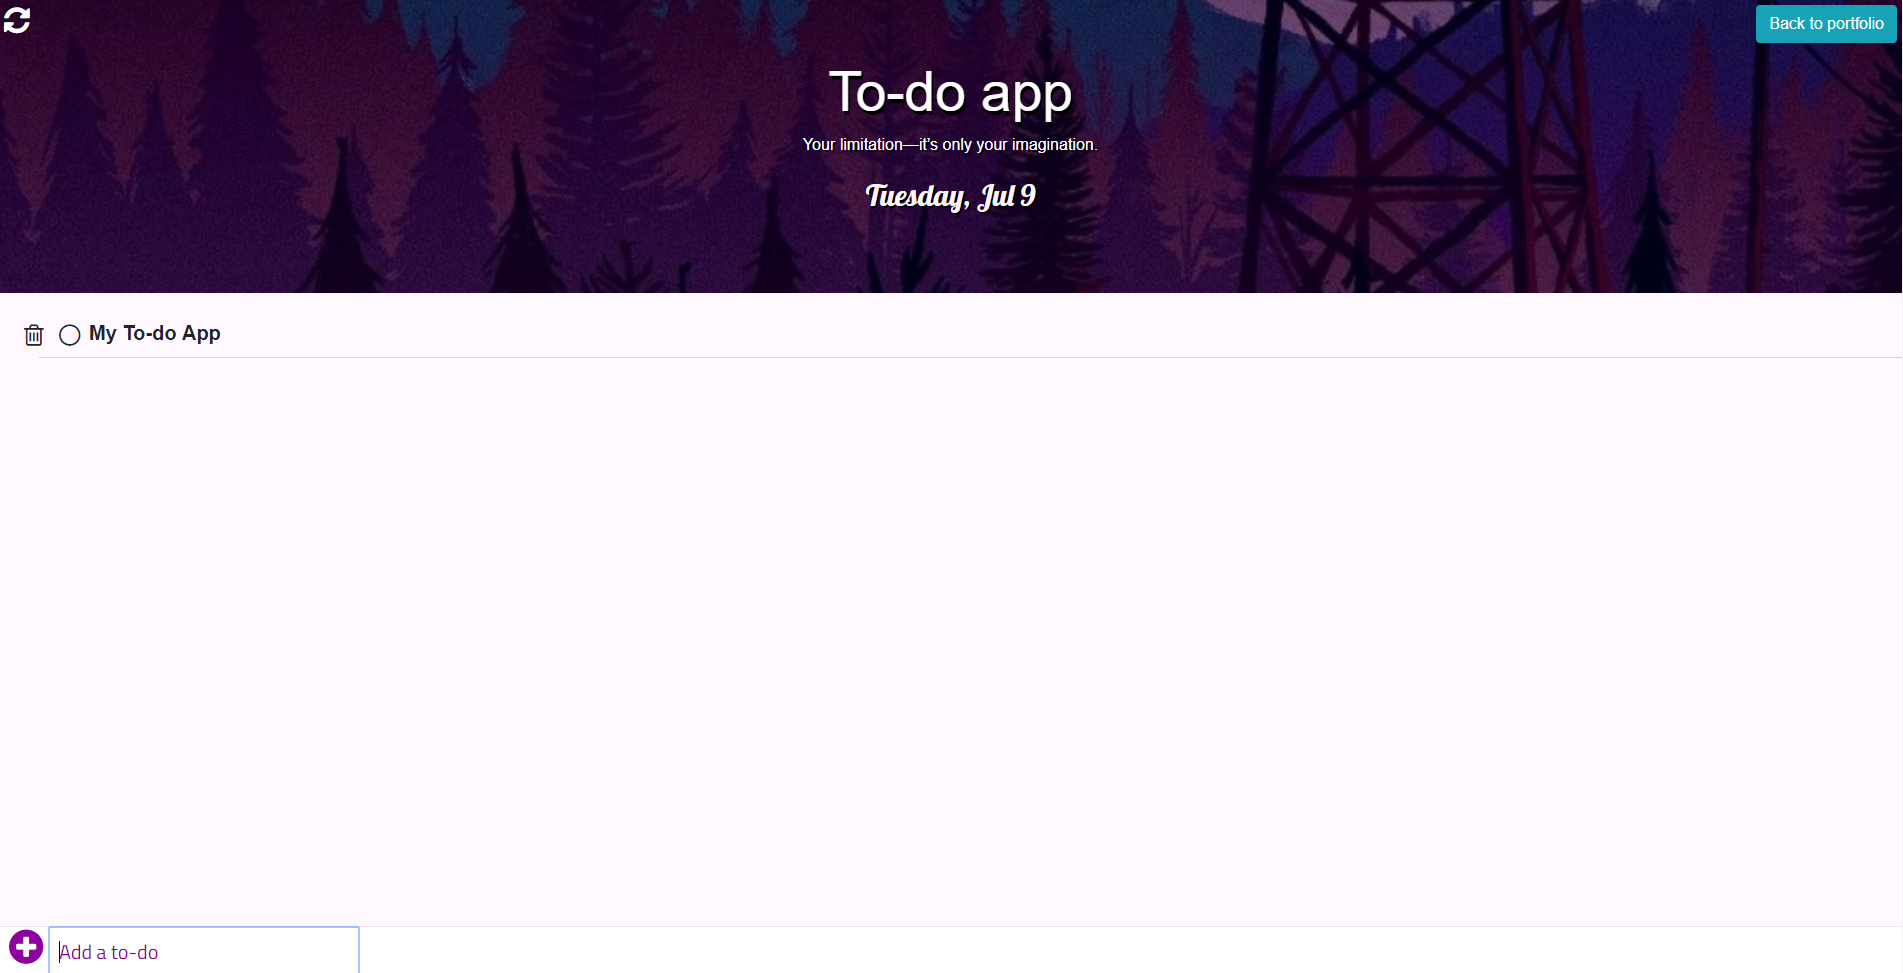 Back to portfolio
To-do app
Your limitation—it's only your imagination.
Tuesday, Jul 9
My To-do App
Add a to-do